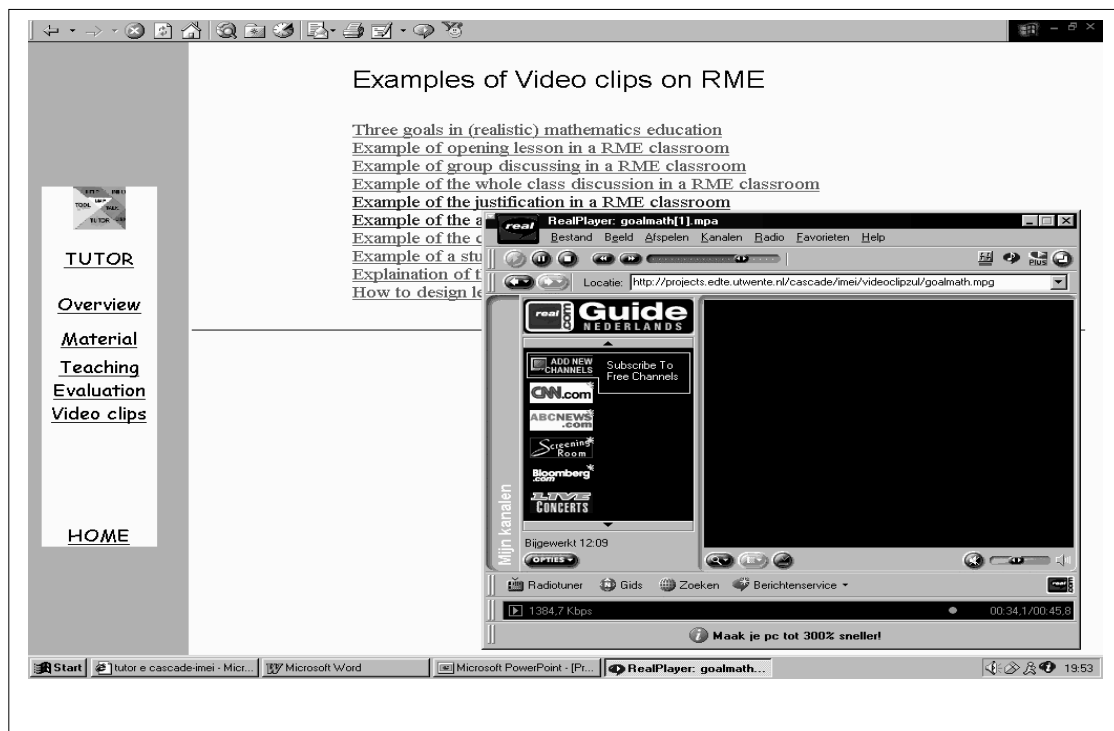 Examples of Video clips on RME
Three goals in (realistic) mathematics education
Example of opening lesson in a RME classroom
Example of group discussing in a RME classroom
Example of the whole class discussion in a RME classroom
Example of the justification in a RME classroom
Example of the a
Example of the c
Example of a stu
Explaination of t
How to design le
TOOL
TUTOR
TUTOR
Overview
Material
Teaching
Evaluation
Video clips
HOME
real
RealPlayer: goalmath[1].mpa
Bestand Beeld Afspelen Kanalen Radio Favorieten Help
PLUS
Locatie: http://projects.edte.utwente.nl/cascade/imei/videoclipzul/goalmath.mpg
real.com Guide
NEDERLANDS
ADD NEW CHANNELS
Subscribe To
Free Channels
CNN.com
ABCNEWS.com
Screening Room
Bloomberg.com
LIVE CONCERTS
Mijn kanalen
Bijgewerkt 12:09
OPTIES
Radiotuner Gids Zoeken Berichtenservice
1384,7 Kbps 00:34,1/00:45,8
Maak je pc tot 300% sneller!
Start tutor e cascade-imei - Micr... Microsoft Word Microsoft PowerPoint - [Pr... RealPlayer: goalmath... 19:53